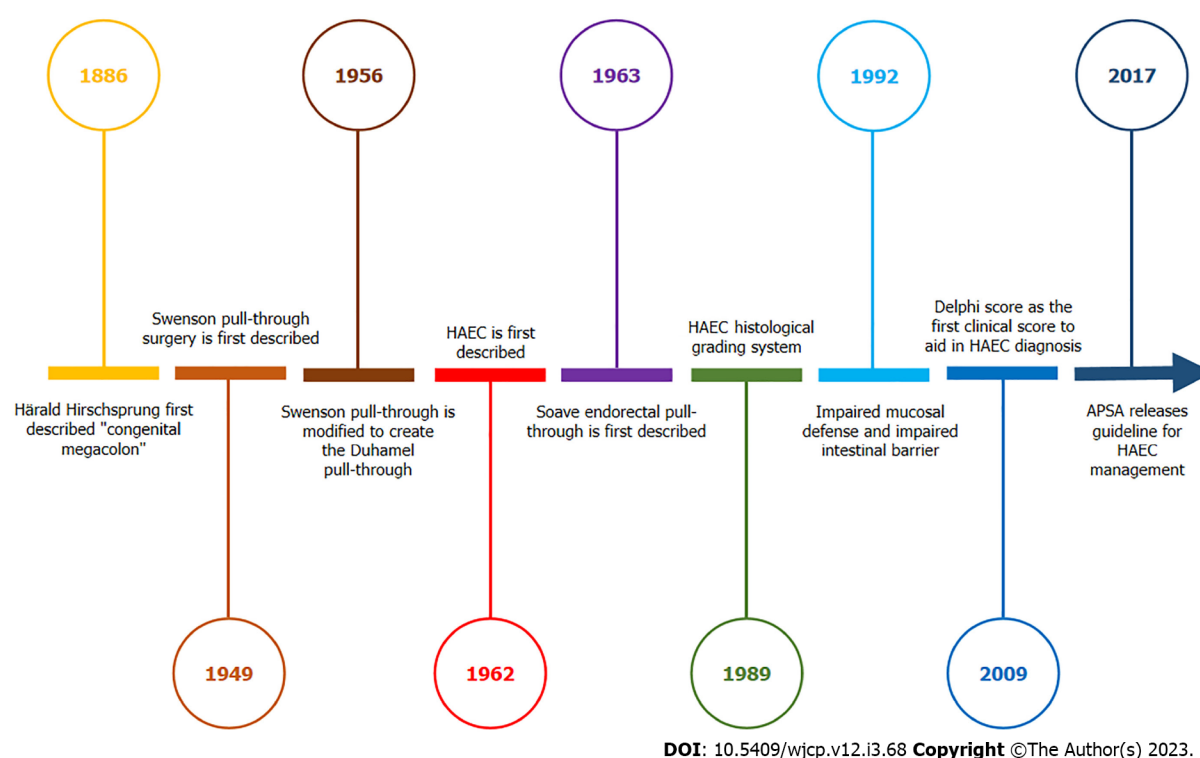 1886
1956
1963
1992
2017
Swenson pull-through
surgery is first described
HAEC is first
described
HAEC histological
grading system
Delphi score as the
first clinical score to
aid in HAEC diagnosis
Härald Hirschsprung first
described "congenital
megacolon"
Swenson pull-through is
modified to create
the Duhamel
pull-through
Soave endorectal pull-
through is first described
Impaired mucosal
defense and impaired
intestinal barrier
APSA releases
guideline for
HAEC
management
1949
1962
1989
2009
DOI: 10.5409/wjcp.v12.i3.68 Copyright ©The Author(s) 2023.